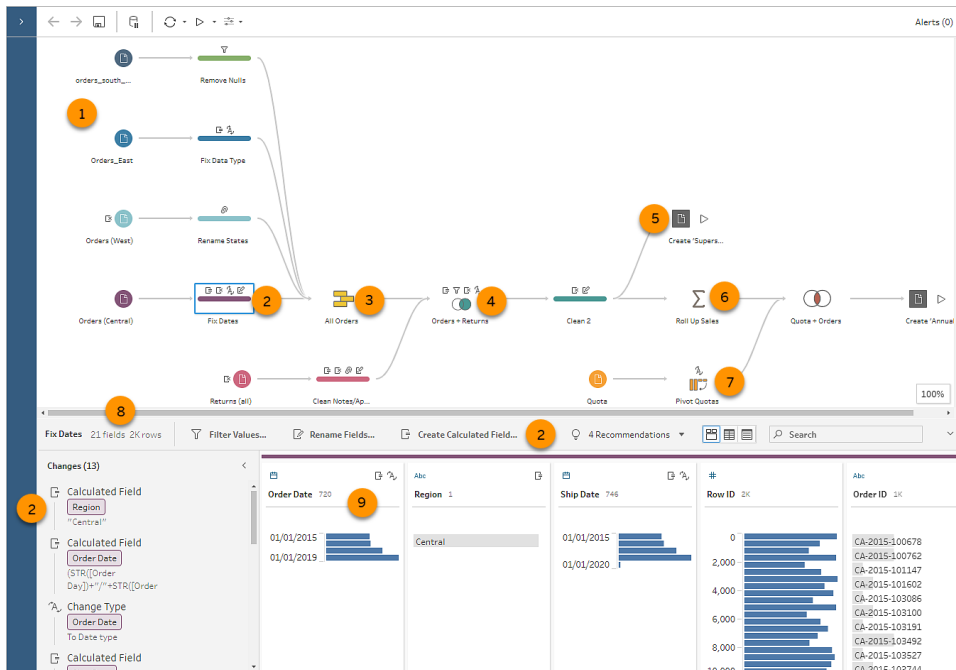 Alerts (0)
orders_south_...
Remove Nulls
1
Orders_East
Fix Data Type
Orders (West)
Rename States
5
Create 'Supers...
Orders (Central)
Fix Dates
2
All Orders
3
Orders + Returns
4
Clean 2
Roll Up Sales
6
Quota + Orders
Create 'Annual
Returns (all)
Clean Notes/Ap...
Quota
Pivot Quotas
7
100%
8
Fix Dates 21 fields 2K rows
Filter Values...
Rename Fields...
Create Calculated Field...
2
4 Recommendations
Search
Changes (13)
2
Calculated Field
Region
"Central"
Calculated Field
Order Date
(STR([Order
Day])+"/"+STR([Order
Change Type
Order Date
To Date type
Calculated Field
Order Date 720
9
01/01/2015
01/01/2019
Abc
Region 1
Central
Ship Date 746
01/01/2015
01/01/2020
#
Row ID 2K
0
2,000
4,000
6,000
8,000
10,000
Abc
Order ID 1K
CA-2015-100678
CA-2015-100762
CA-2015-101147
CA-2015-101602
CA-2015-103086
CA-2015-103100
CA-2015-103191
CA-2015-103492
CA-2015-103527
CA-2015-103744